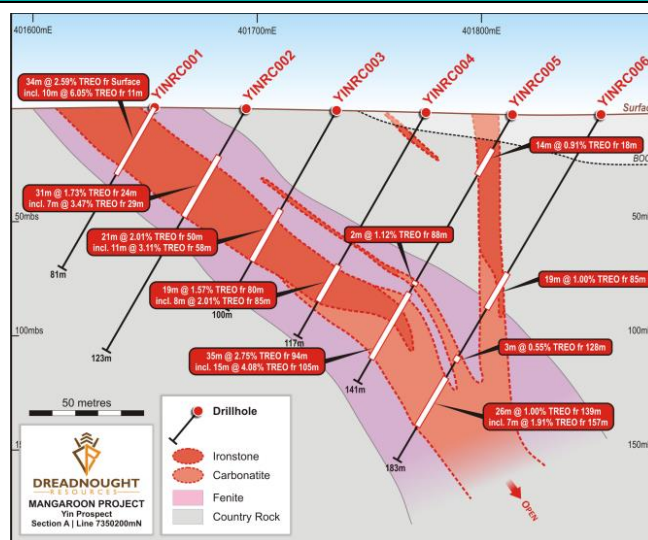 401600mE
401700mE
401800mE
YINRC001
YINRC002
YINRC003
YINRC004
YINRC005
YINRC006
34m @ 2.59% TREO fr Surface
incl. 10m @ 6.05% TREO fr 11m
Surfa
14m @ 0.91% TREO fr 18m
BOC
31m @ 1.73% TREO fr 24m
incl. 7m @ 3.47% TREO fr 29m
50mbs
50m
21m @ 2.01% TREO fr 50m
incl. 11m @ 3.11% TREO fr 58m
2m @ 1.12% TREO fr 88m
81m
19m @ 1.57% TREO fr 80m
incl. 8m @ 2.01% TREO fr 85m
19m @ 1.00% TREO fr 85m
100m
100mbs
100m
117m
3m @ 0.55% TREO fr 128m
123m
35m @ 2.75% TREO fr 94m
incl. 15m @ 4.08% TREO fr 105m
141m
26m @ 1.00% TREO fr 139m
incl. 7m @ 1.91% TREO fr 157m
50 metres
Drillhole
15
150m
183m
Ironstone
Carbonatite
Fenite
Country Rock
DREADNOUGHT
RESOURCES
MANGAROON PROJECT
Yin Prospect
Section A | Line 7350200mN
OPEN